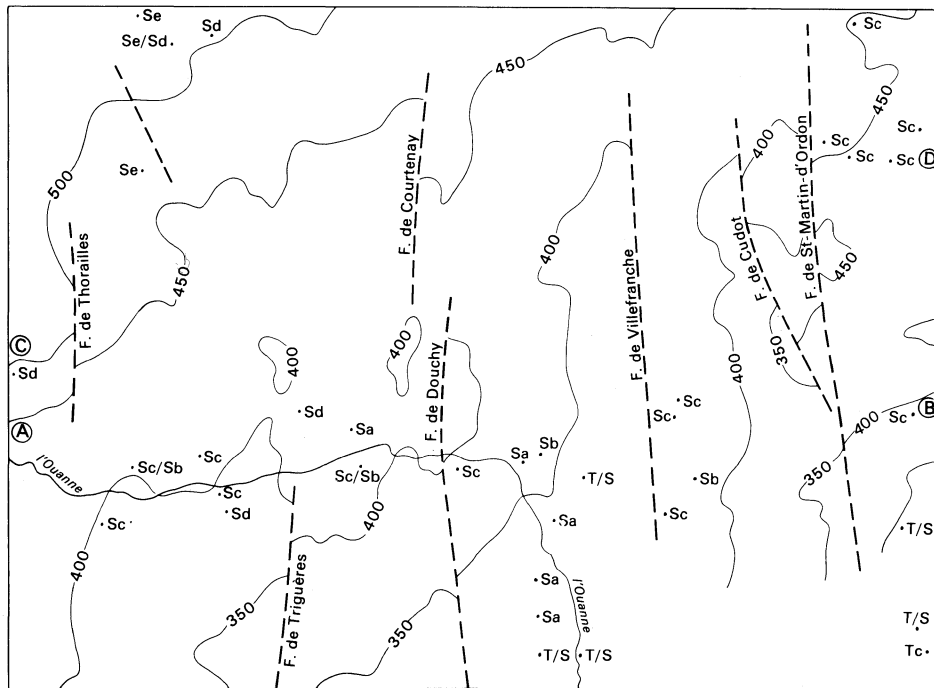 Se
Se/Sd
Sd
Sc
450
450
Sc
Sc
Sc
Sc
D
400
Se
500
F. de Courtenay
F. de Thorailles
450
400
F. de Villefranche
F. de Cudot
F. de St-Martin-d'Ordon
450
C
Sd
400
400
350
400
A
Sd
Sa
F. de Douchy
Sc
Sc
Sc
B
400
l'Ouanne
Sc/Sb
Sc
Sc/Sb
Sc
Sa
Sb
T/S
Sb
350
Sc
Sd
Sc
400
Sa
Sc
T/S
400
F. de Triguères
350
350
Sa
Sa
l'Ouanne
T/S
T/S
T/S
Tc